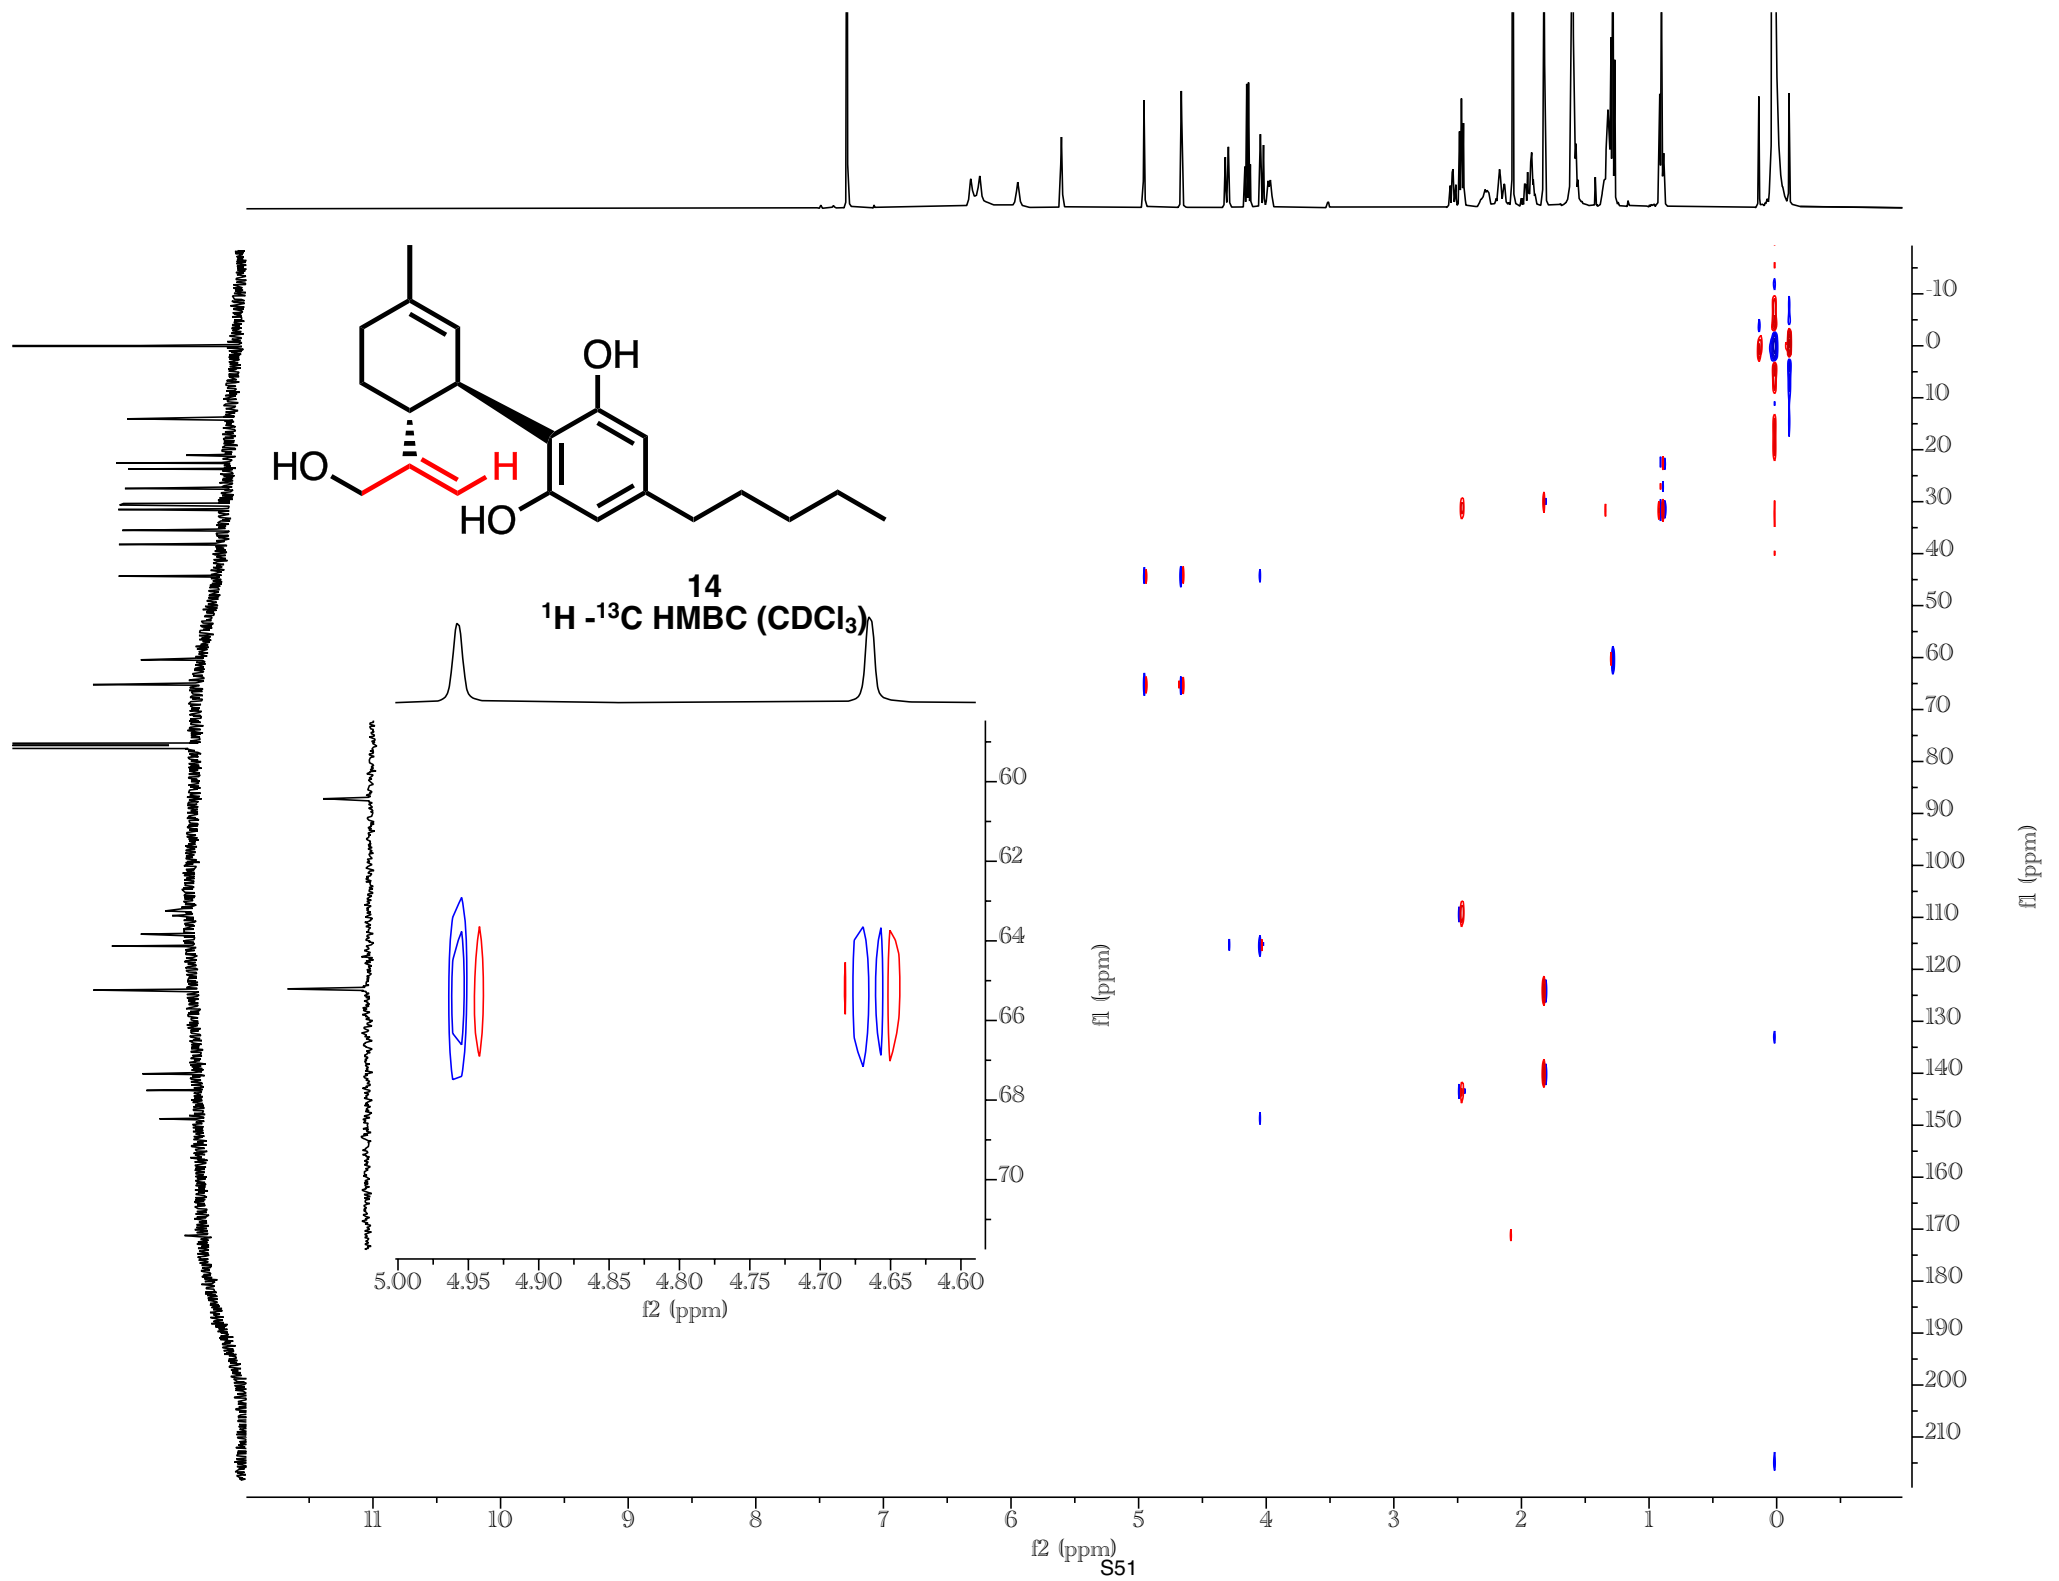 OH
HO
H
HO
14
¹H -¹³C HMBC (CDCl₃)
-10
0
10
20
30
40
50
60
70
80
90
100
110
120
130
140
150
160
170
180
190
200
210
f1 (ppm)
60
62
64
66
68
70
f1 (ppm)
5.00 4.95 4.90 4.85 4.80 4.75 4.70 4.65 4.60
f2 (ppm)
11 10 9 8 7 6 5 4 3 2 1 0
f2 (ppm)
S51